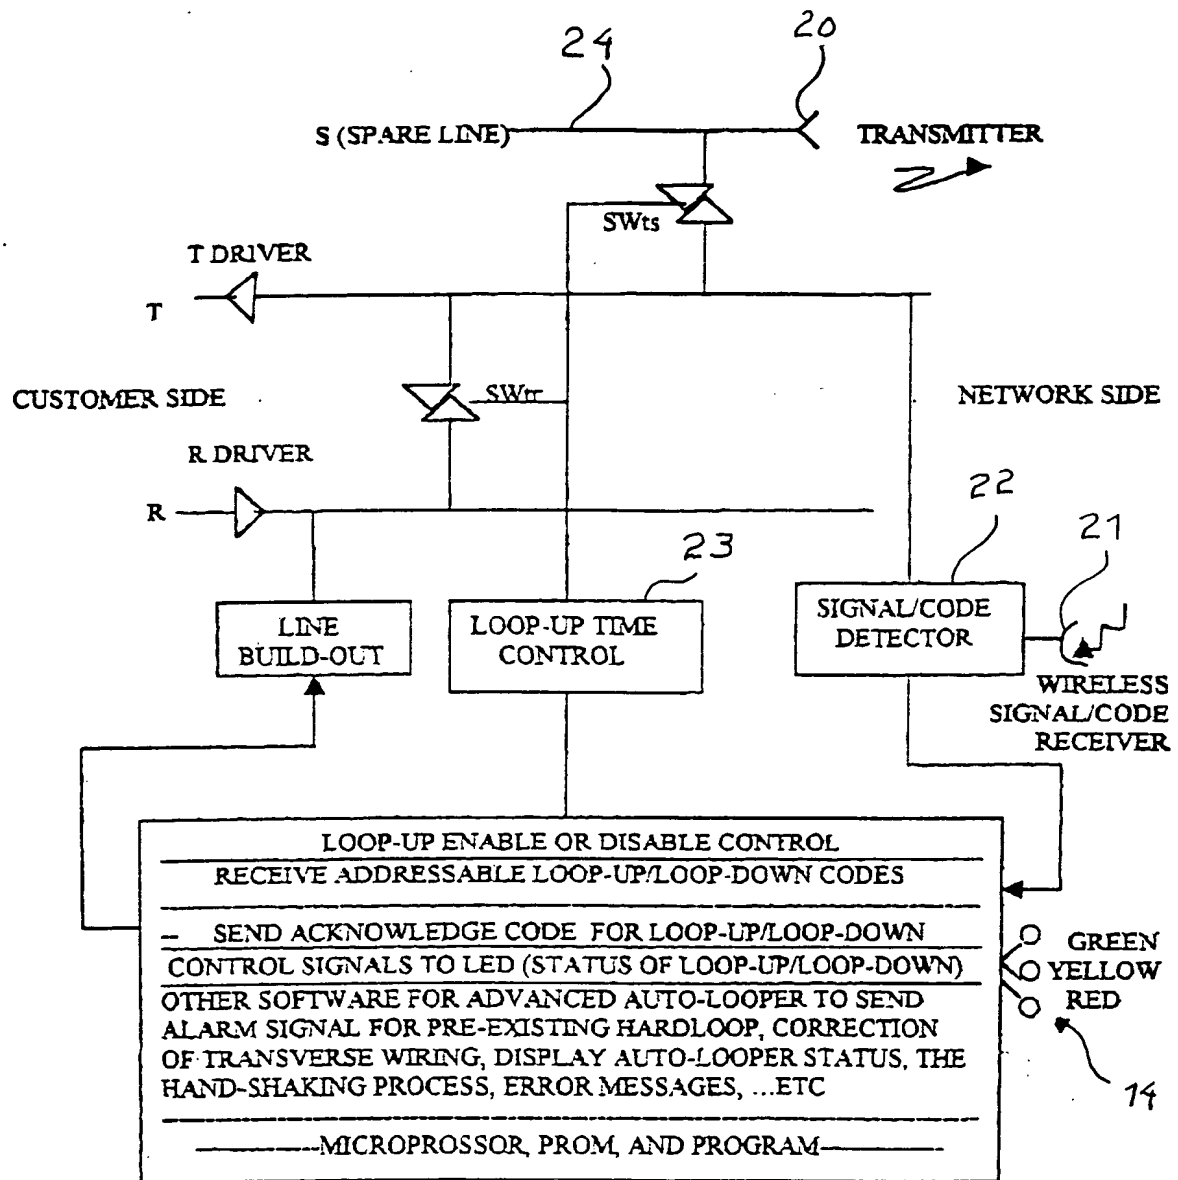 24
20
S (SPARE LINE)
TRANSMITTER
SWts
T DRIVER
T
CUSTOMER SIDE
SWtr
NETWORK SIDE
R DRIVER
R
22
21
23
LINE
BUILD-OUT
LOOP-UP TIME
CONTROL
SIGNAL/CODE
DETECTOR
WIRELESS
SIGNAL/CODE
RECEIVER
LOOP-UP ENABLE OR DISABLE CONTROL
RECEIVE ADDRESSABLE LOOP-UP/LOOP-DOWN CODES
– SEND ACKNOWLEDGE CODE FOR LOOP-UP/LOOP-DOWN
CONTROL SIGNALS TO LED (STATUS OF LOOP-UP/LOOP-DOWN)
OTHER SOFTWARE FOR ADVANCED AUTO-LOOPER TO SEND
ALARM SIGNAL FOR PRE-EXISTING HARDLOOP, CORRECTION
OF TRANSVERSE WIRING, DISPLAY AUTO-LOOPER STATUS, THE
HAND-SHAKING PROCESS, ERROR MESSAGES, ...ETC
MICROPROSSOR, PROM, AND PROGRAM
GREEN
YELLOW
RED
14